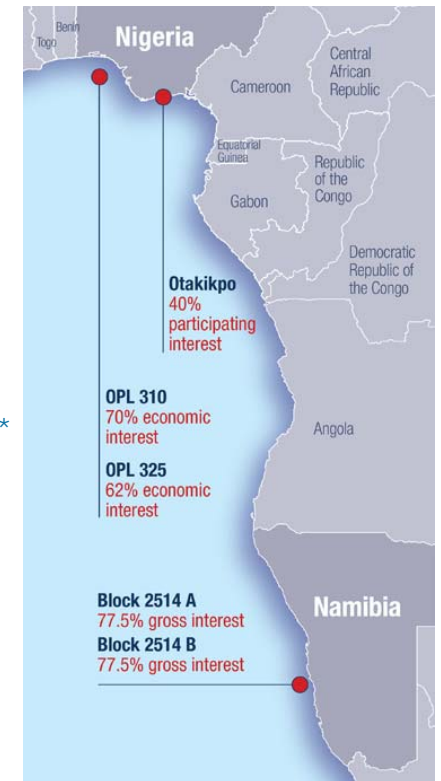 Togo
Benin
Nigeria
Cameroon
Central
African
Republic
Equatorial
Guinea
Gabon
Republic
of the
Congo
Democratic
Republic of
the Congo
Otakikpo
40%
participating
interest
OPL 310
70% economic
interest
*
OPL 325
62% economic
interest
Angola
Block 2514 A
77.5% gross interest
Block 2514 B
77.5% gross interest
Namibia